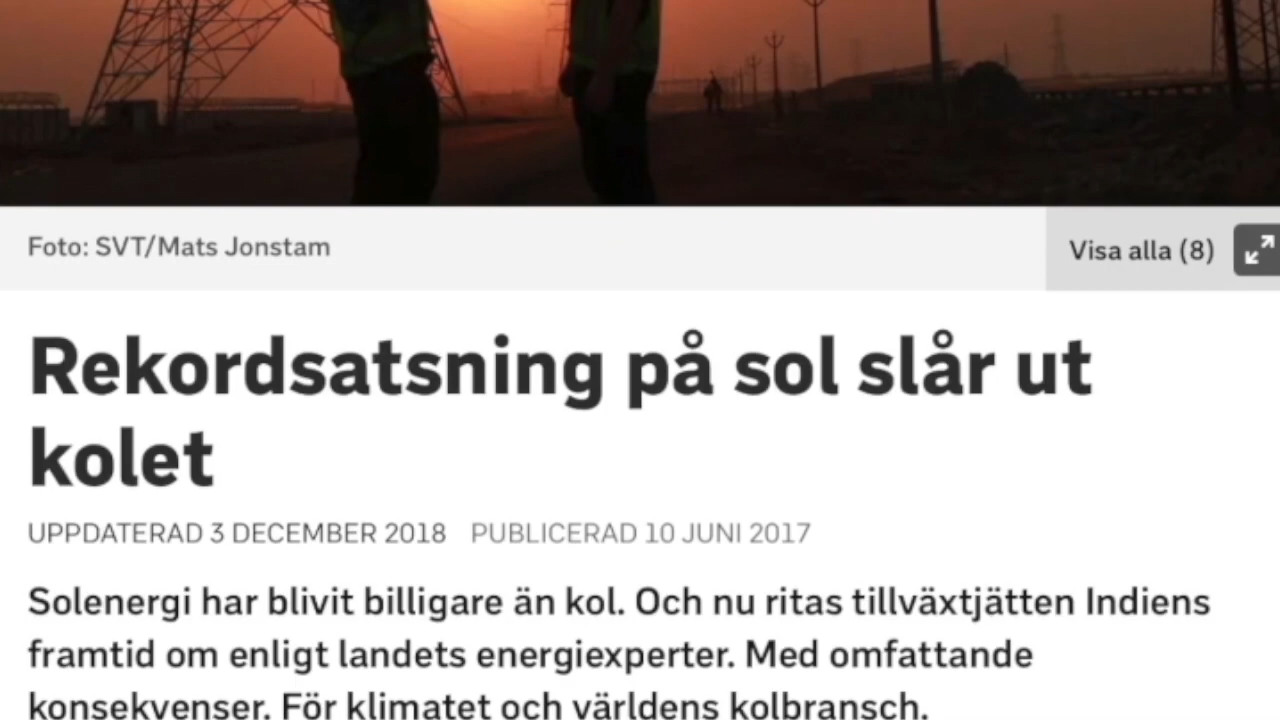 Foto: SVT/Mats Jonstam
Visa alla (8)
Rekordsatsning på sol slår ut
kolet
UPPDATERAD 3 DECEMBER 2018 PUBLICERAD 10 JUNI 2017
Solenergi har blivit billigare än kol. Och nu ritas tillväxtjätten Indiens
framtid om enligt landets energiexperter. Med omfattande
konsekvenser. För klimatet och världens kolbransch.